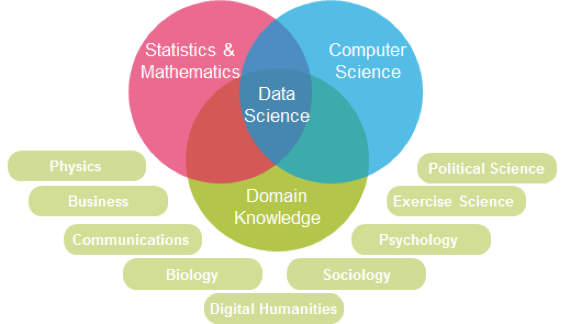 Statistics &
Mathematics
Computer
Science
Data
Science
Domain
Knowledge
Physics
Business
Communications
Biology
Digital Humanities
Sociology
Psychology
Exercise Science
Political Science